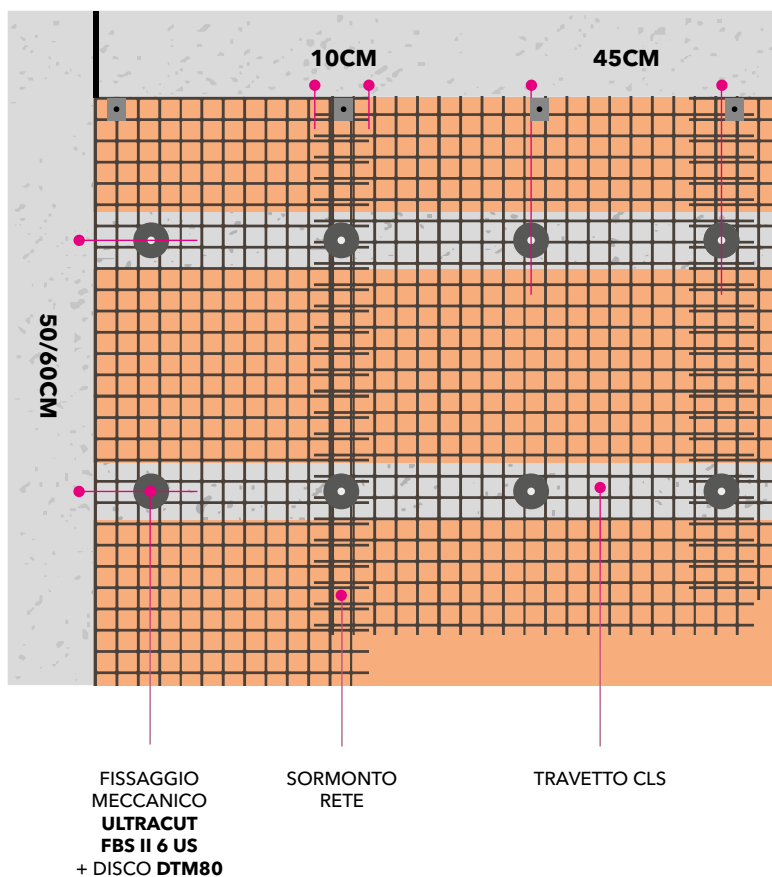 10CM
45CM
50/60CM
FISSAGGIO
MECCANICO
ULTRACUT
FBS II 6 US
+ DISCO DTM80
SORMONTO
RETE
TRAVETTO CLS